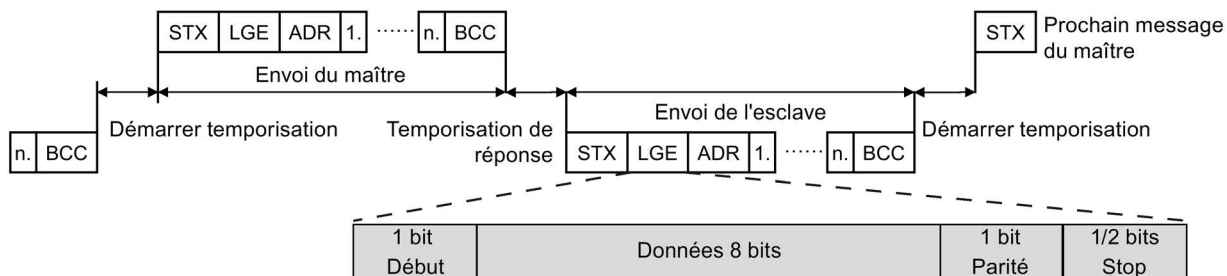 STX LGE ADR 1. ...... n. BCC
STX Prochain message
du maître
Envoi du maître
Démarrer temporisation
Temporisation de
réponse
Envoi de l'esclave
Démarrer temporisation
n. BCC
STX LGE ADR 1. ...... n. BCC
1 bit
Début
Données 8 bits
1 bit
Parité
1/2 bits
Stop